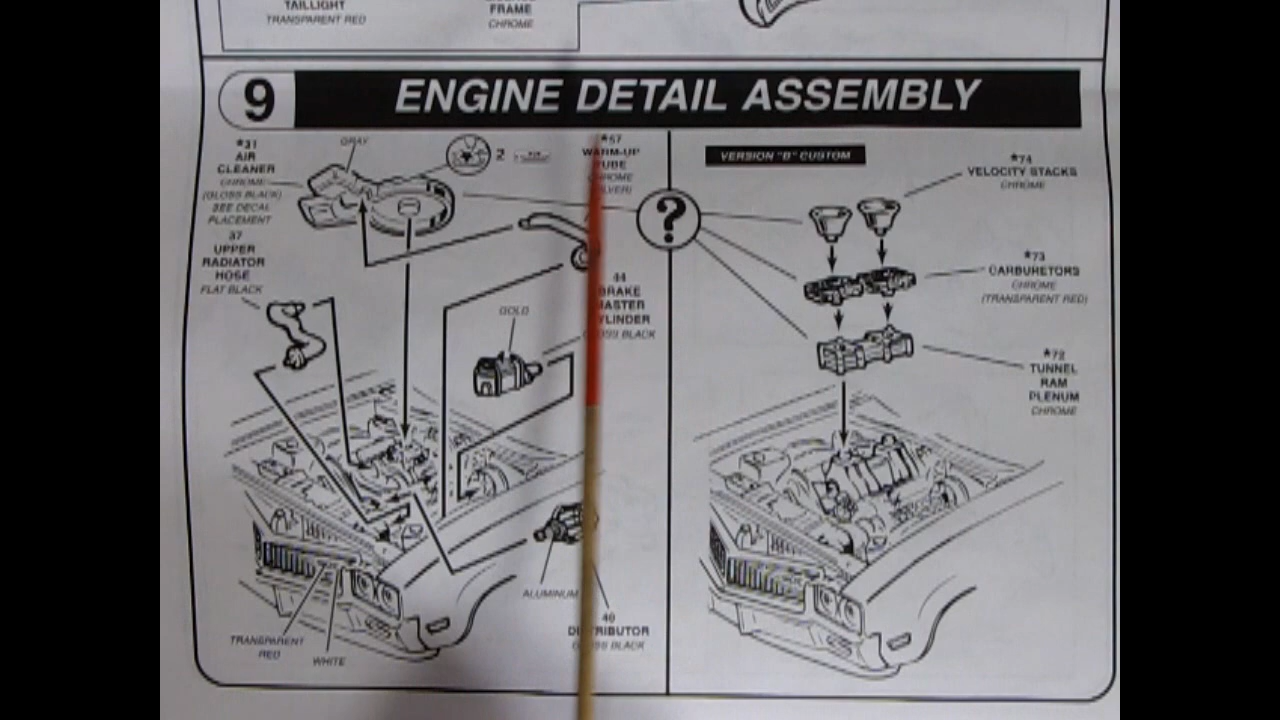 TAILLIGHT
TRANSPARENT RED
FRAME
CHROME
9
ENGINE DETAIL ASSEMBLY
*31
AIR
CLEANER
CHROME
(GLOSS BLACK)
SEE DECAL
PLACEMENT
GRAY
2
*57
WARM-UP
TUBE
CHROME
37
UPPER
RADIATOR
HOSE
FLAT BLACK
GOLD
44
BRAKE
MASTER
CYLINDER
GLOSS BLACK
ALUMINUM
40
DISTRIBUTOR
GLOSS BLACK
TRANSPARENT
RED
WHITE
?
VERSION "B" CUSTOM
*74
VELOCITY STACKS
CHROME
*73
CARBURETORS
CHROME
(TRANSPARENT RED)
*72
TUNNEL
RAM
PLENUM
CHROME